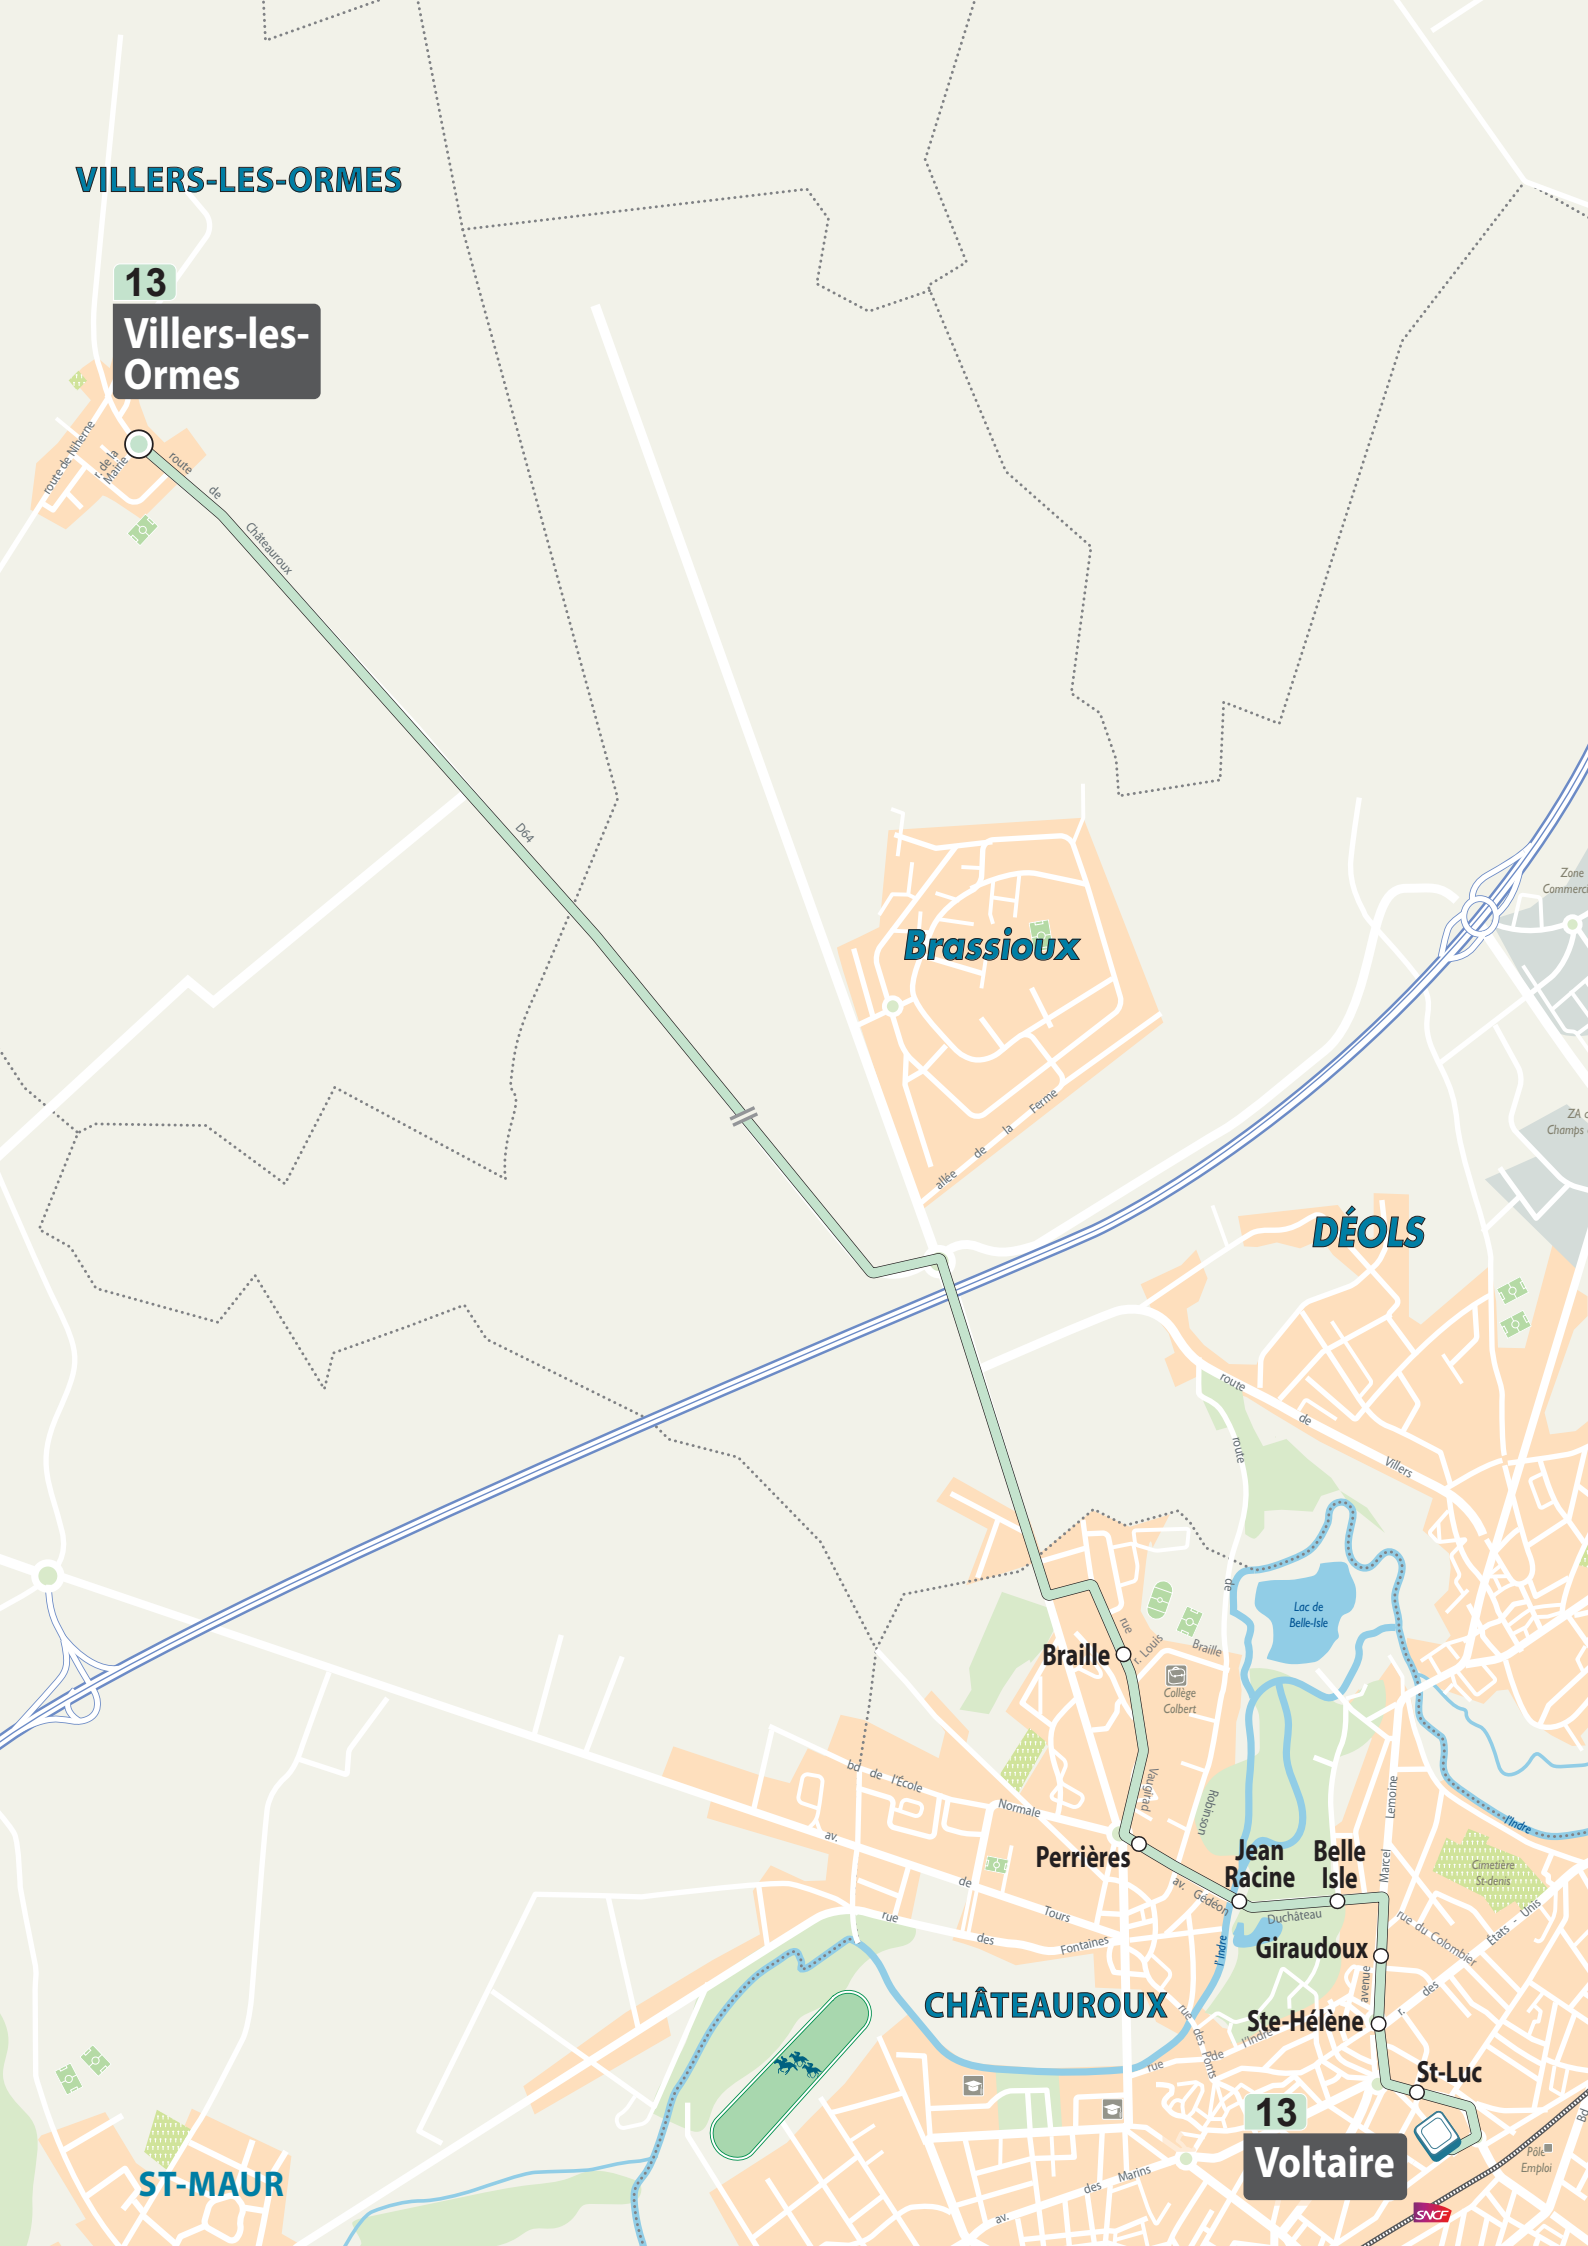 VILLERS-LES-ORMES
13
Villers-les-
Ormes
route de Niherne
r. de la
Mairie
route
de
Châteauroux
D64
Zone
Brassioux
allée de la Ferme
Champs
DÉOLS
route de Villers
route
de
Robinson
Lac de
Belle-Isle
Braille
rue
Vaugirad
r. Louis
Braille
Collège
Colbert
bd de l'École
Normale
av.
de
Tours
rue
des
Fontaines
Perrières
av. Gédéon
Duchâteau
Jean
Racine
Belle
Isle
Marcel
Lemoine
avenue
l'Indre
Cimetière
St-denis
rue du Colombier
r. des États - Unis
Giraudoux
l'Indre
CHÂTEAUROUX
Ste-Hélène
rue
des
Ponts
rue
de
l'Indre
St-Luc
13
Voltaire
Pôle
Emploi
Bd
ST-MAUR
av. des Marins
SNCF